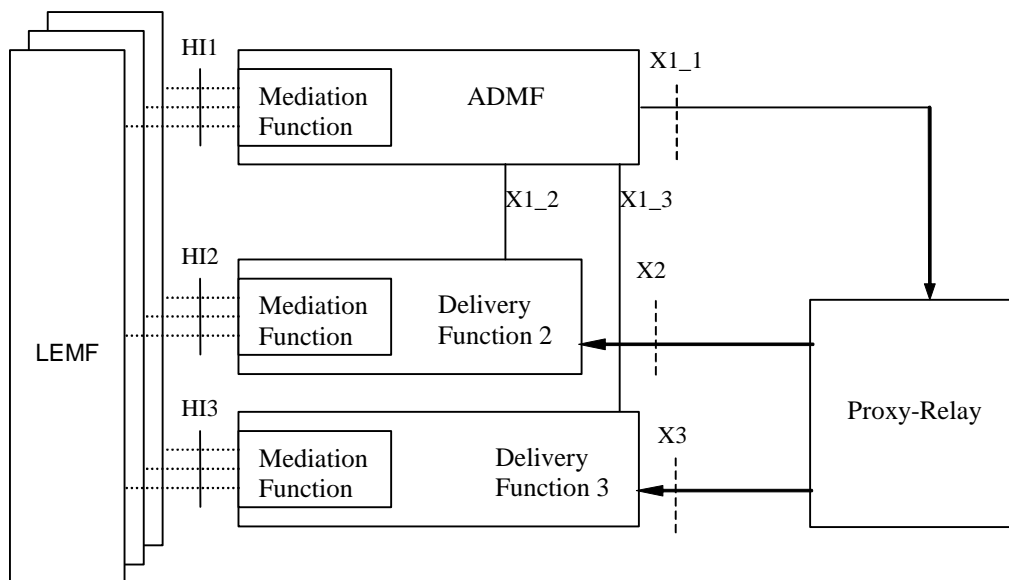 HI1
X1_1
Mediation
Function
ADMF
X1_2
X1_3
HI2
X2
Mediation
Function
Delivery
Function 2
LEMF
HI3
X3
Proxy-Relay
Mediation
Function
Delivery
Function 3